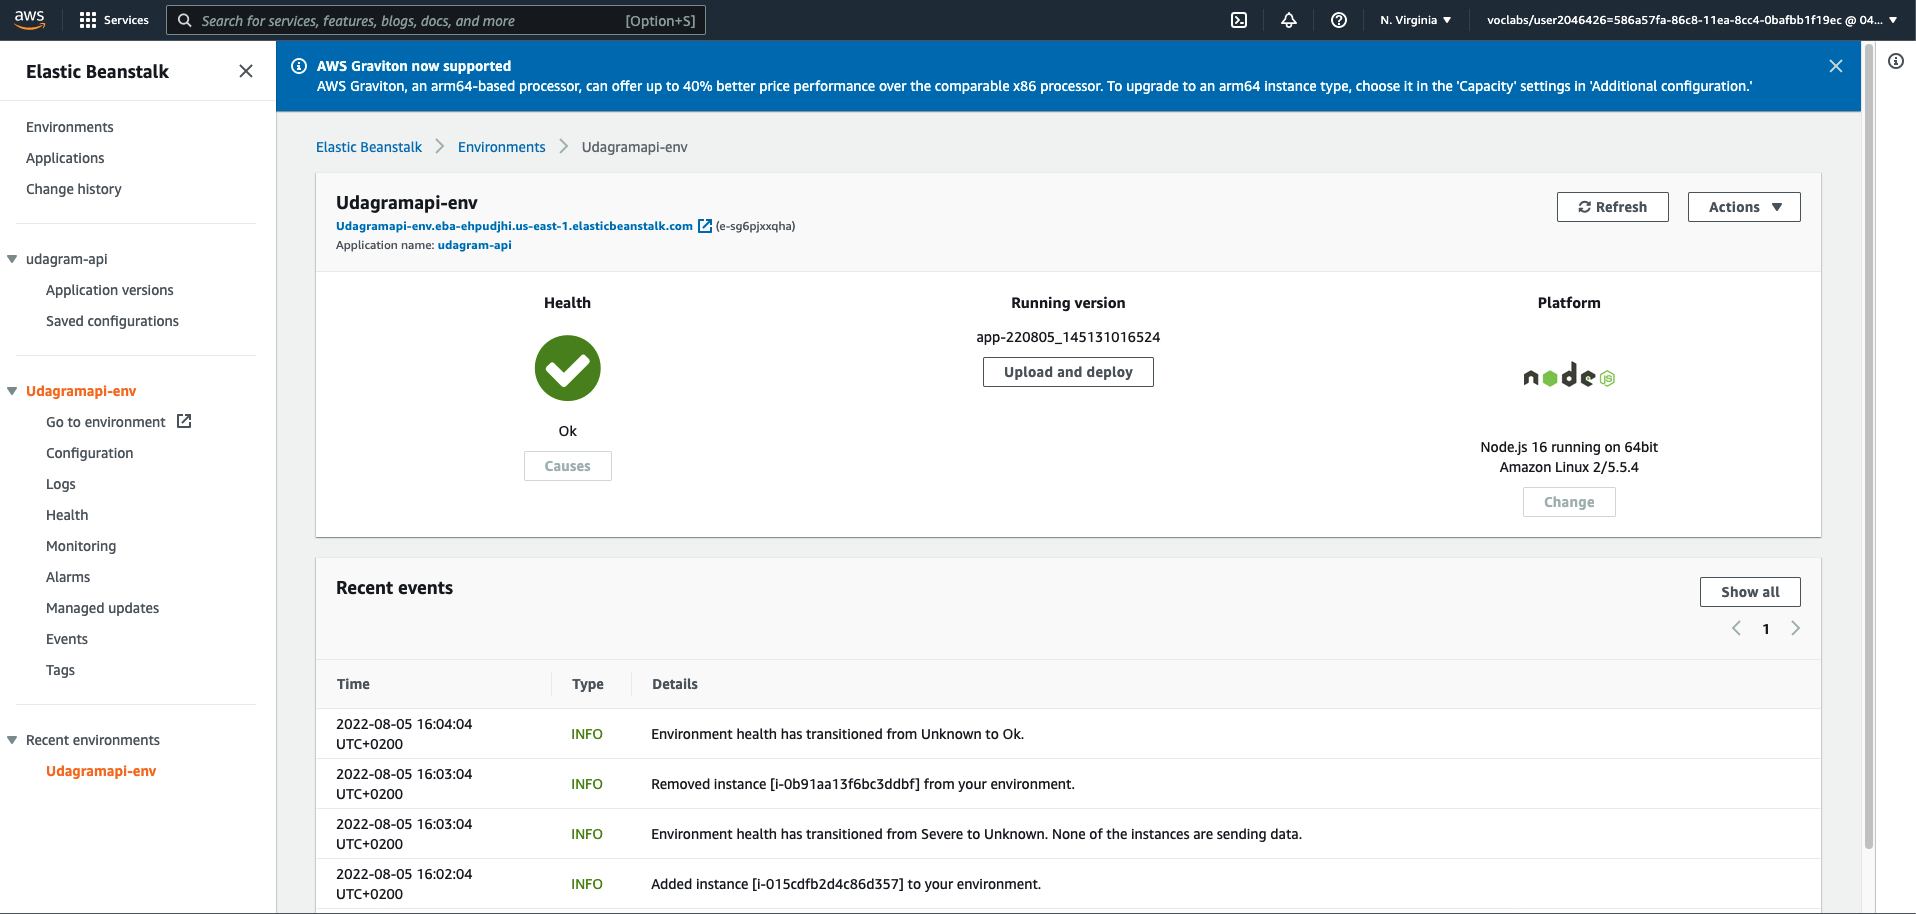 aws
Services
Search for services, features, blogs, docs, and more
[Option+S]
N. Virginia
voclabs/user2046426=586a57fa-86c8-11ea-8cc4-0bafbb1f19ec @ 04...
Elastic Beanstalk
Environments
Applications
Change history
udagram-api
Application versions
Saved configurations
Udagramapi-env
Go to environment
Configuration
Logs
Health
Monitoring
Alarms
Managed updates
Events
Tags
Recent environments
Udagramapi-env
AWS Graviton now supported
AWS Graviton, an arm64-based processor, can offer up to 40% better price performance over the comparable x86 processor. To upgrade to an arm64 instance type, choose it in the 'Capacity' settings in 'Additional configuration.'
Elastic Beanstalk
Environments
Udagramapi-env
Udagramapi-env
Udagramapi-env.eba-ehpudjhi.us-east-1.elasticbeanstalk.com (e-sg6pjxxqha)
Application name: udagram-api
Refresh
Actions
Health
Ok
Causes
Running version
app-220805_145131016524
Upload and deploy
Platform
node JS
Node.js 16 running on 64bit
Amazon Linux 2/5.5.4
Change
Recent events
Show all
1
Time
Type
Details
2022-08-05 16:04:04
UTC+0200
INFO
Environment health has transitioned from Unknown to Ok.
2022-08-05 16:03:04
UTC+0200
INFO
Removed instance [i-0b91aa13f6bc3ddbf] from your environment.
2022-08-05 16:03:04
UTC+0200
INFO
Environment health has transitioned from Severe to Unknown. None of the instances are sending data.
2022-08-05 16:02:04
UTC+0200
INFO
Added instance [i-015cdfb2d4c86d357] to your environment.